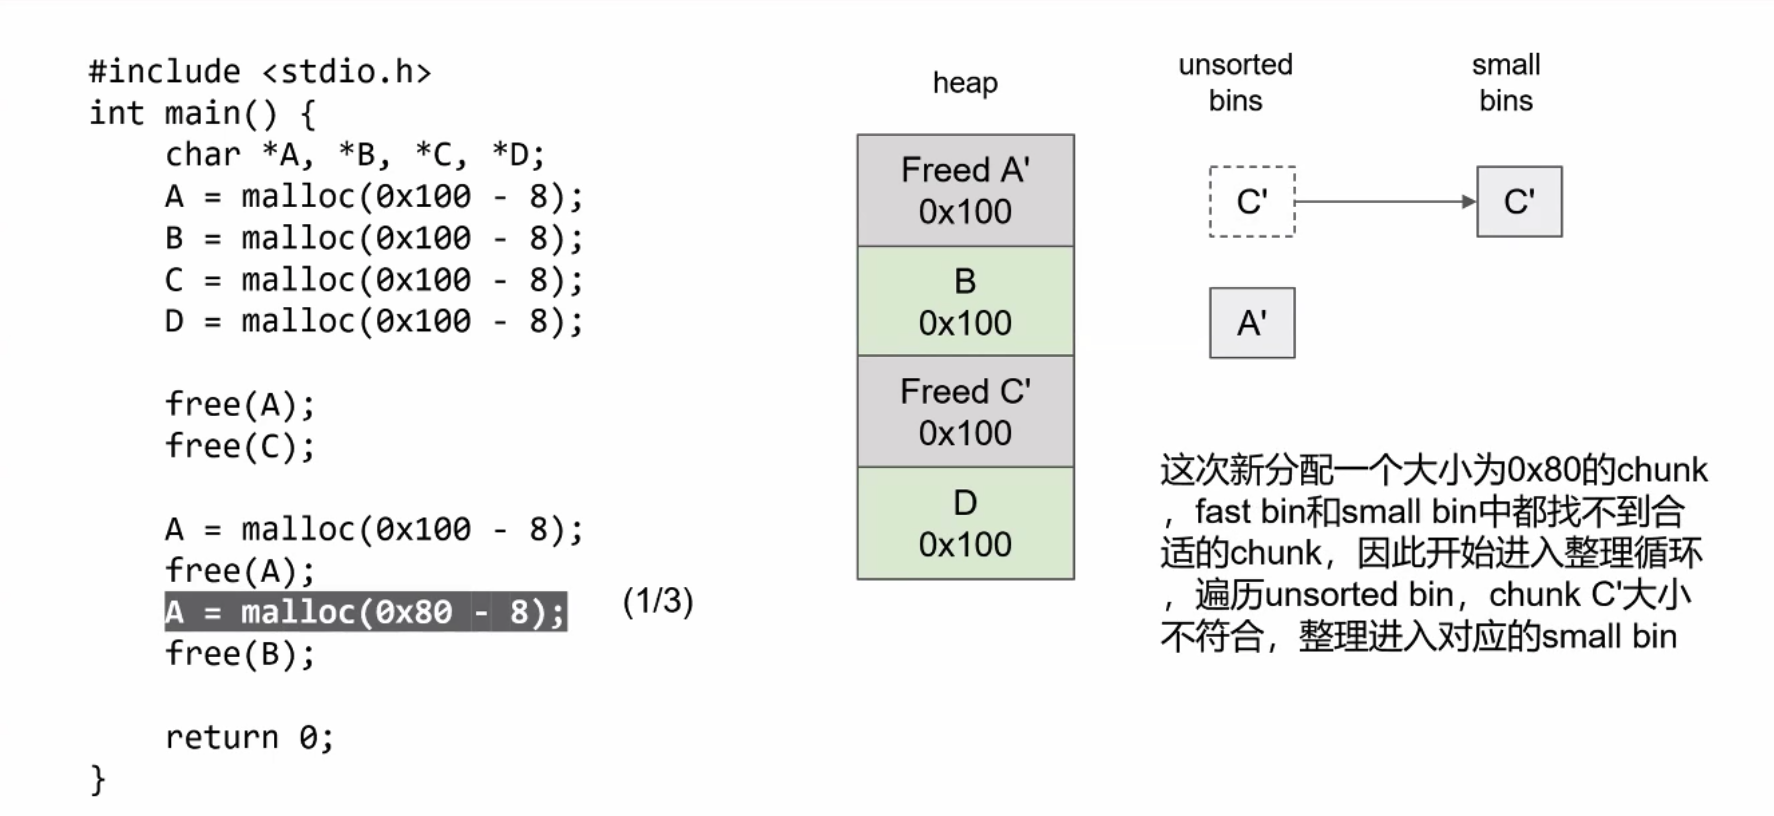 #include <stdio.h>
int main() {
    char *A, *B, *C, *D;
    A = malloc(0x100 - 8);
    B = malloc(0x100 - 8);
    C = malloc(0x100 - 8);
    D = malloc(0x100 - 8);
    free(A);
    free(C);
    A = malloc(0x100 - 8);
    free(A);
    A = malloc(0x80 - 8);
(1/3)
    free(B);
    return 0;
}
heap
Freed A'
0x100
B
0x100
Freed C'
0x100
D
0x100
unsorted
bins
small
bins
C'
C'
A'
这次新分配一个大小为0x80的chunk
，fast bin和small bin中都找不到合
适的chunk，因此开始进入整理循环
，遍历unsorted bin，chunk C'大小
不符合，整理进入对应的small bin